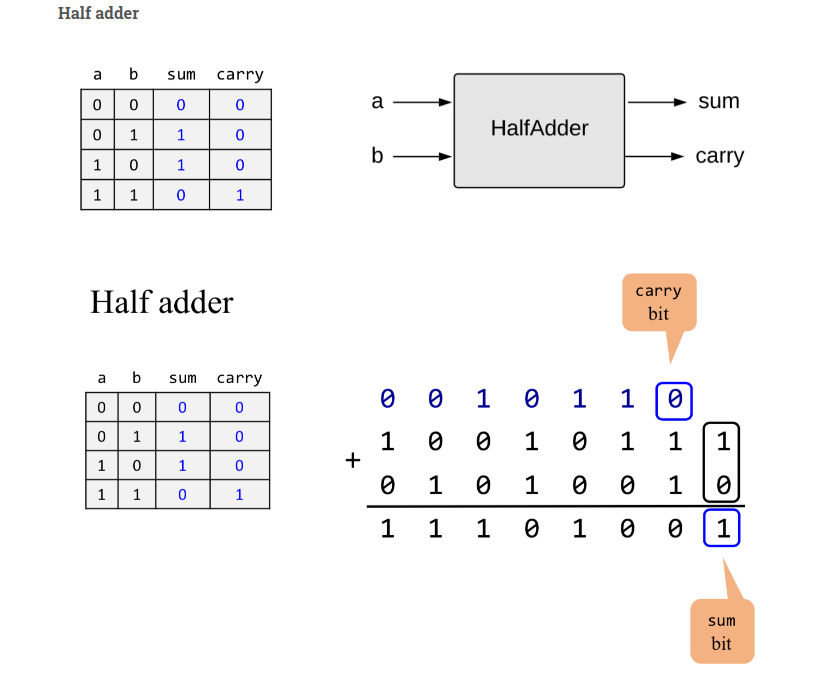 Half adder
a b sum carry
0 0 0 0
0 1 1 0
1 0 1 0
1 1 0 1
a
b
HalfAdder
sum
carry
Half adder
a b sum carry
0 0 0 0
0 1 1 0
1 0 1 0
1 1 0 1
carry
bit
0 0 1 0 1 1 0
1 0 0 1 0 1 1 1
+
0 1 0 1 0 0 1 0
1 1 1 0 1 0 0 1
sum
bit